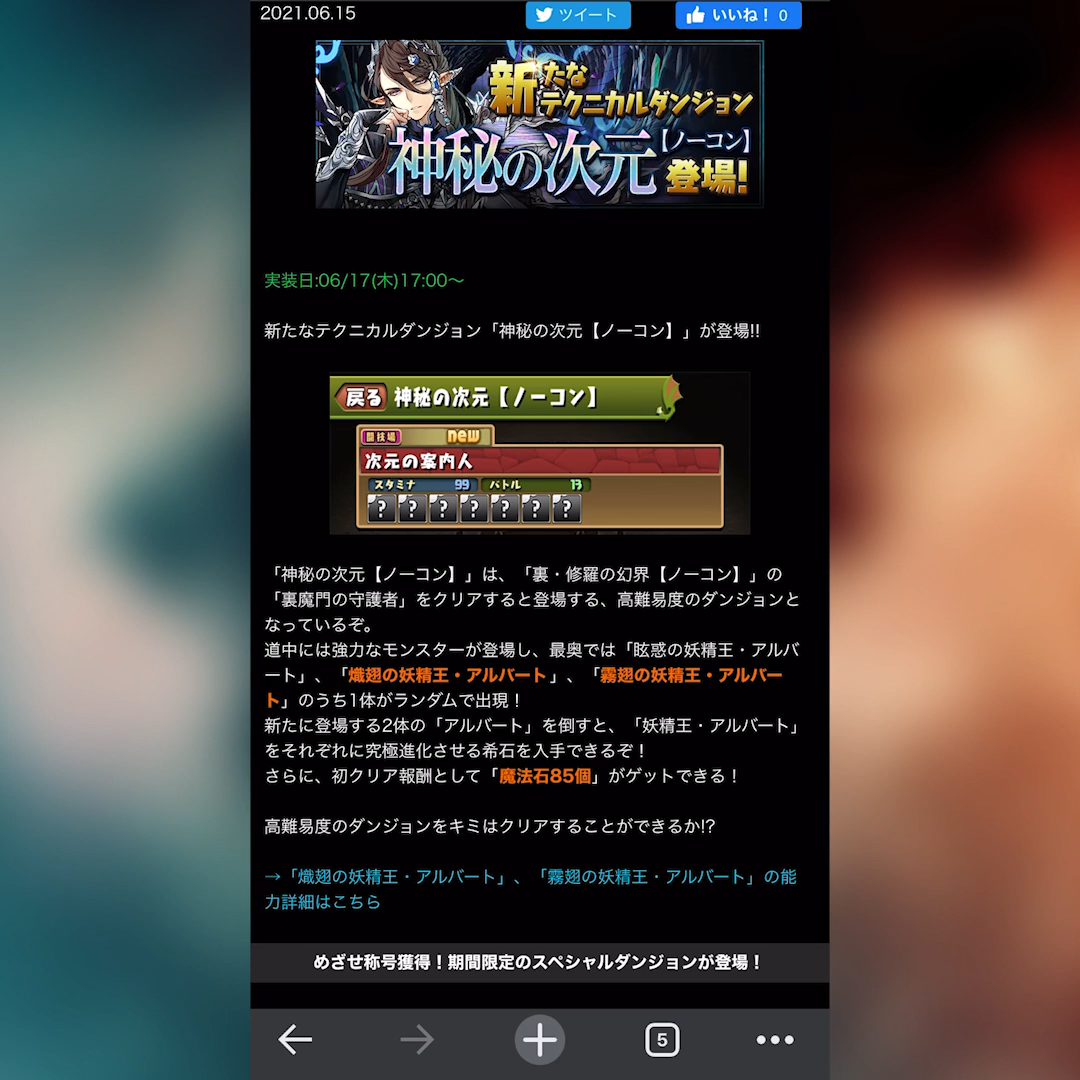 2021.06.15
ツイート
いいね！ 0
新たな
テクニカルダンジョン
神秘の次元【ノーコン】
登場!
実装日:06/17(木)17:00〜
新たなテクニカルダンジョン「神秘の次元【ノーコン】」が登場!!
戻る 神秘の次元【ノーコン】
闘技場 new
次元の案内人
スタミナ 99 バトル 13
? ? ? ? ? ? ?
「神秘の次元【ノーコン】」は、「裏・修羅の幻界【ノーコン】」の
「裏魔門の守護者」をクリアすると登場する、高難易度のダンジョンと
なっているぞ。
道中には強力なモンスターが登場し、最奥では「眩惑の妖精王・アルバ
ート」、「熾翅の妖精王・アルバート」、「霧翅の妖精王・アルバー
ト」のうち1体がランダムで出現！
新たに登場する2体の「アルバート」を倒すと、「妖精王・アルバート」
をそれぞれに究極進化させる希石を入手できるぞ！
さらに、初クリア報酬として「魔法石85個」がゲットできる！
高難易度のダンジョンをキミはクリアすることができるか!?
→「熾翅の妖精王・アルバート」、「霧翅の妖精王・アルバート」の能
力詳細はこちら
めざせ称号獲得！期間限定のスペシャルダンジョンが登場！
5